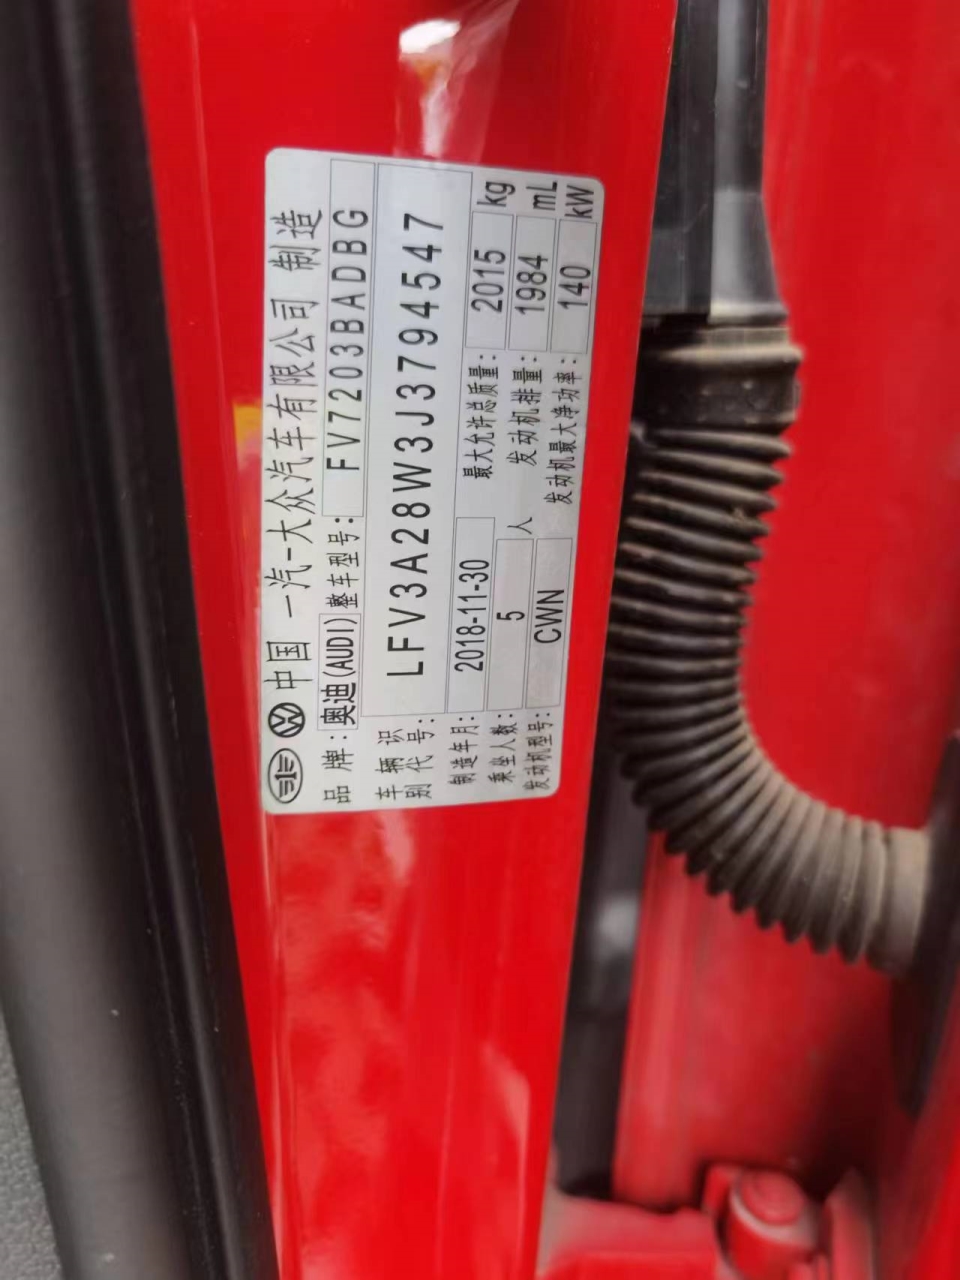 中国 一汽-大众汽车有限公司 制造
品牌: 奥迪(AUDI) 整车型号: FV7203BADBG
车辆识别代号: LFV3A28W3J3794547
制造年月: 2018-11-30 最大允许总质量: 2015 kg
乘坐人数: 5 人 发动机排量: 1984 mL
发动机型号: CWN 发动机最大净功率: 140 kW